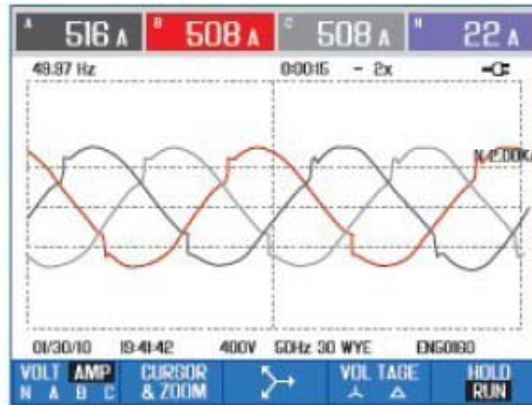 A 516 A B 508 A C 508 A N 22 A
49.97 Hz 0:00:15 - 2x
01/30/10 19:41:42 400V 50Hz 3Ø WYE EN50160
VOLT AMP CURSOR VOLTAGE HOLD
N A B C & ZOOM RUN